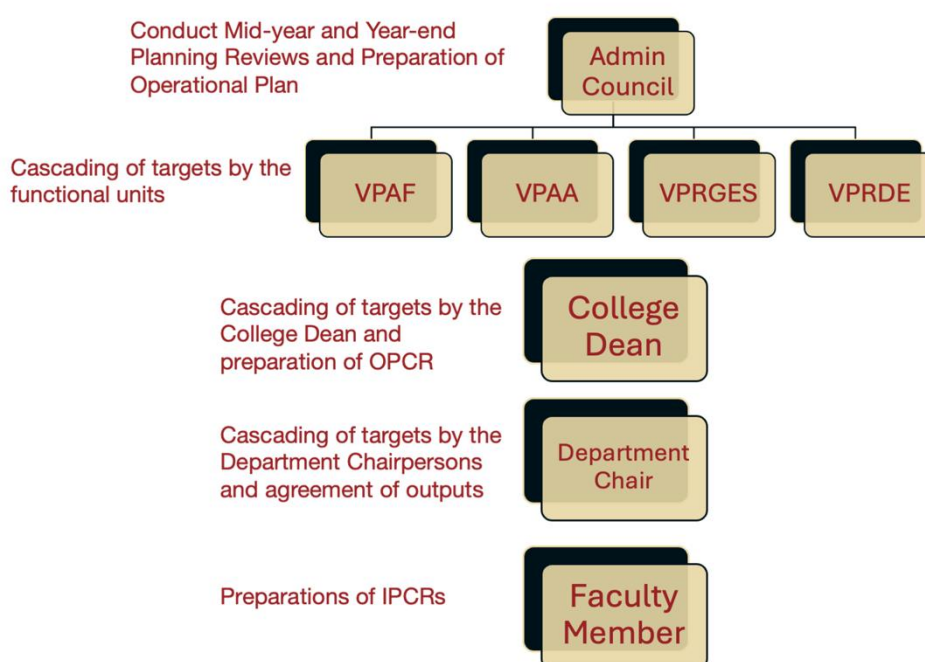 Conduct Mid-year and Year-end
Planning Reviews and Preparation of
Operational Plan
Admin
Council
Cascading of targets by the
functional units
VPAF
VPAA
VPRGES
VPRDE
Cascading of targets by the
College Dean and
preparation of OPCR
College
Dean
Cascading of targets by the
Department Chairpersons
and agreement of outputs
Department
Chair
Preparations of IPCRs
Faculty
Member